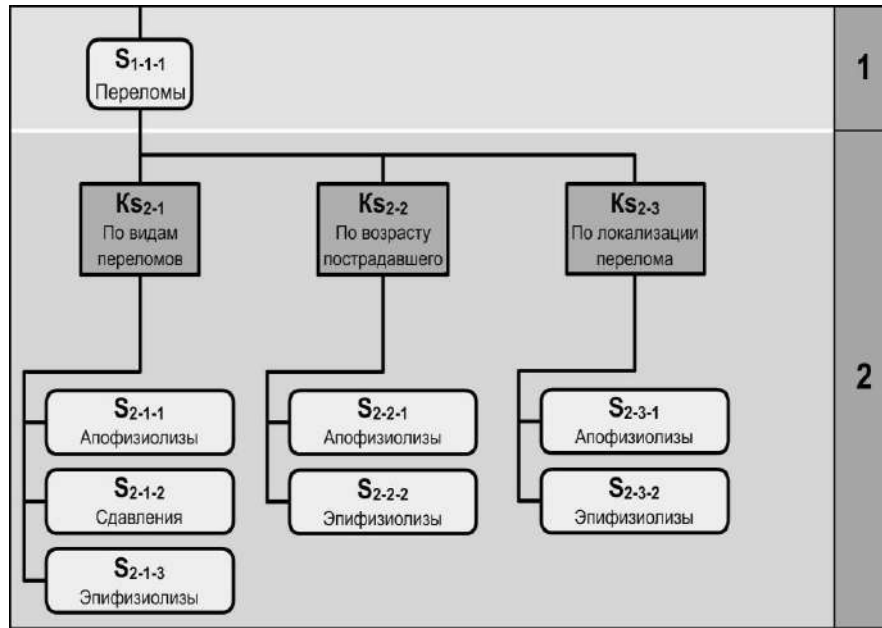 S1-1-1
Переломы
1
Ks2-1
По видам
переломов
Ks2-2
По возрасту
пострадавшего
Ks2-3
По локализации
перелома
2
S2-1-1
Апофизиолизы
S2-2-1
Апофизиолизы
S2-3-1
Апофизиолизы
S2-1-2
Сдавления
S2-2-2
Эпифизиолизы
S2-3-2
Эпифизиолизы
S2-1-3
Эпифизиолизы